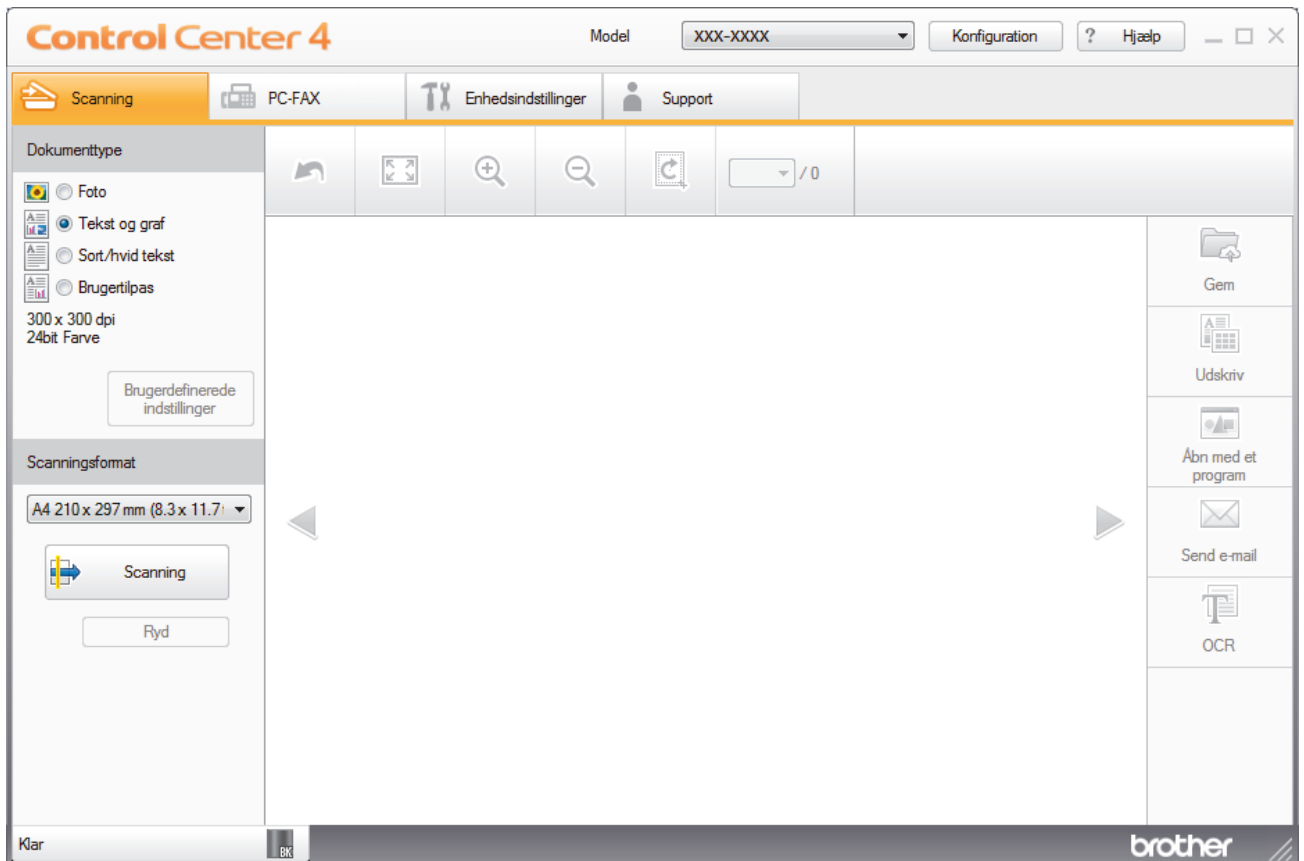 Control Center 4
Model
XXX-XXXX
Konfiguration
? Hjælp
Scanning
PC-FAX
Enhedsindstillinger
Support
Dokumenttype
/ 0
Foto
Tekst og graf
Sort/hvid tekst
Brugertilpas
300 x 300 dpi
24bit Farve
Brugerdefinerede
indstillinger
Scanningsformat
A4 210 x 297 mm (8.3 x 11.7
Scanning
Ryd
Gem
Udskriv
Åbn med et
program
Send e-mail
OCR
Klar
BK
brother